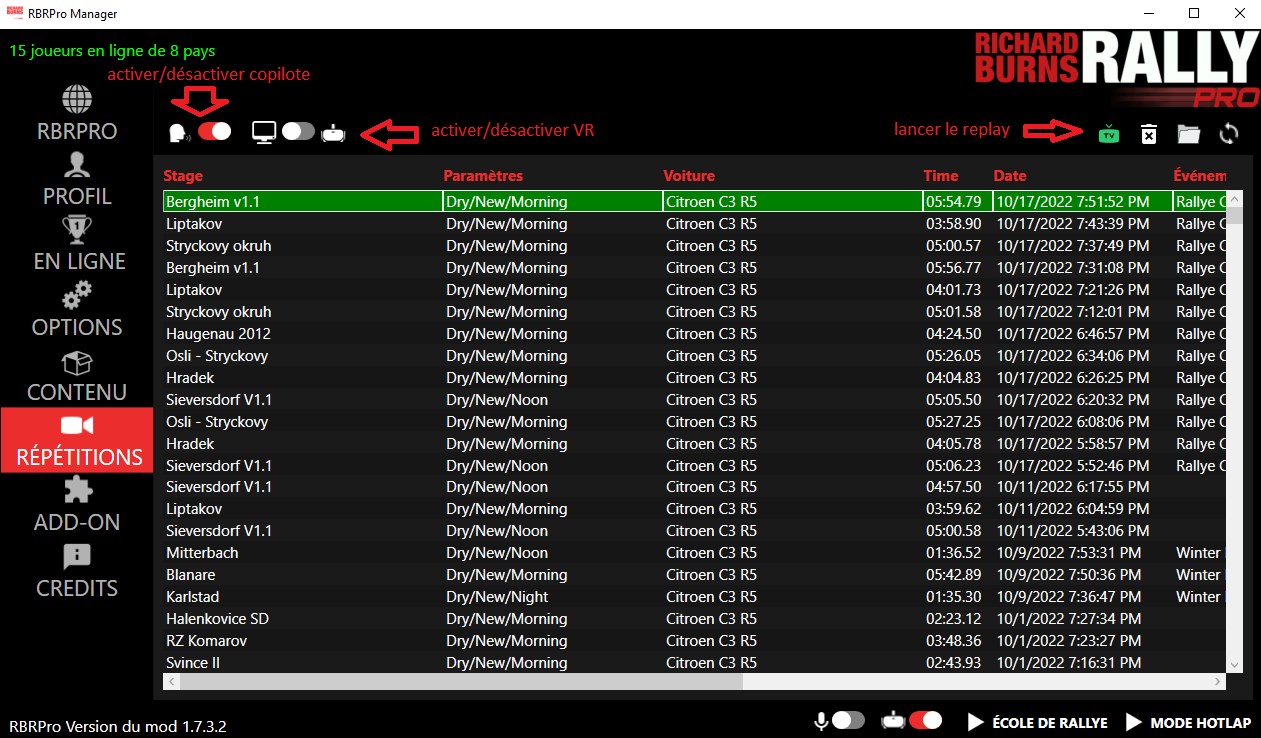 RBRPro Manager
15 joueurs en ligne de 8 pays
RICHARD BURNS RALLY PRO
activer/désactiver copilote
activer/désactiver VR
lancer le replay
TV
RBRPRO
PROFIL
1
EN LIGNE
OPTIONS
CONTENU
RÉPÉTITIONS
ADD-ON
CREDITS
Stage Paramètres Voiture Time Date Événem
Bergheim v1.1 Dry/New/Morning Citroen C3 R5 05:54.79 10/17/2022 7:51:52 PM Rallye C
Liptakov Dry/New/Morning Citroen C3 R5 03:58.90 10/17/2022 7:43:39 PM Rallye C
Stryckovy okruh Dry/New/Morning Citroen C3 R5 05:00.57 10/17/2022 7:37:49 PM Rallye C
Bergheim v1.1 Dry/New/Morning Citroen C3 R5 05:56.77 10/17/2022 7:31:08 PM Rallye C
Liptakov Dry/New/Morning Citroen C3 R5 04:01.73 10/17/2022 7:21:26 PM Rallye C
Stryckovy okruh Dry/New/Morning Citroen C3 R5 05:01.58 10/17/2022 7:12:01 PM Rallye C
Haugenau 2012 Dry/New/Morning Citroen C3 R5 04:24.50 10/17/2022 6:46:57 PM Rallye C
Osli - Stryckovy Dry/New/Morning Citroen C3 R5 05:26.05 10/17/2022 6:34:06 PM Rallye C
Hradek Dry/New/Morning Citroen C3 R5 04:04.83 10/17/2022 6:26:25 PM Rallye C
Sieversdorf V1.1 Dry/New/Noon Citroen C3 R5 05:05.50 10/17/2022 6:20:32 PM Rallye C
Osli - Stryckovy Dry/New/Morning Citroen C3 R5 05:27.25 10/17/2022 6:08:06 PM Rallye C
Hradek Dry/New/Morning Citroen C3 R5 04:05.78 10/17/2022 5:58:57 PM Rallye C
Sieversdorf V1.1 Dry/New/Noon Citroen C3 R5 05:06.23 10/17/2022 5:52:46 PM Rallye C
Sieversdorf V1.1 Dry/New/Noon Citroen C3 R5 04:57.50 10/11/2022 6:17:55 PM
Liptakov Dry/New/Morning Citroen C3 R5 03:59.62 10/11/2022 6:04:59 PM
Sieversdorf V1.1 Dry/New/Noon Citroen C3 R5 05:00.58 10/11/2022 5:43:06 PM
Mitterbach Dry/New/Noon Citroen C3 R5 01:36.52 10/9/2022 7:53:31 PM Winter
Blanare Dry/New/Morning Citroen C3 R5 05:42.89 10/9/2022 7:50:36 PM Winter
Karlstad Dry/New/Night Citroen C3 R5 01:35.30 10/9/2022 7:36:47 PM Winter
Halenkovice SD Dry/New/Morning Citroen C3 R5 02:23.12 10/1/2022 7:27:34 PM
RZ Komarov Dry/New/Morning Citroen C3 R5 03:48.36 10/1/2022 7:23:27 PM
Svince II Dry/New/Morning Citroen C3 R5 02:43.93 10/1/2022 7:16:31 PM
RBRPro Version du mod 1.7.3.2
ÉCOLE DE RALLYE
MODE HOTLAP